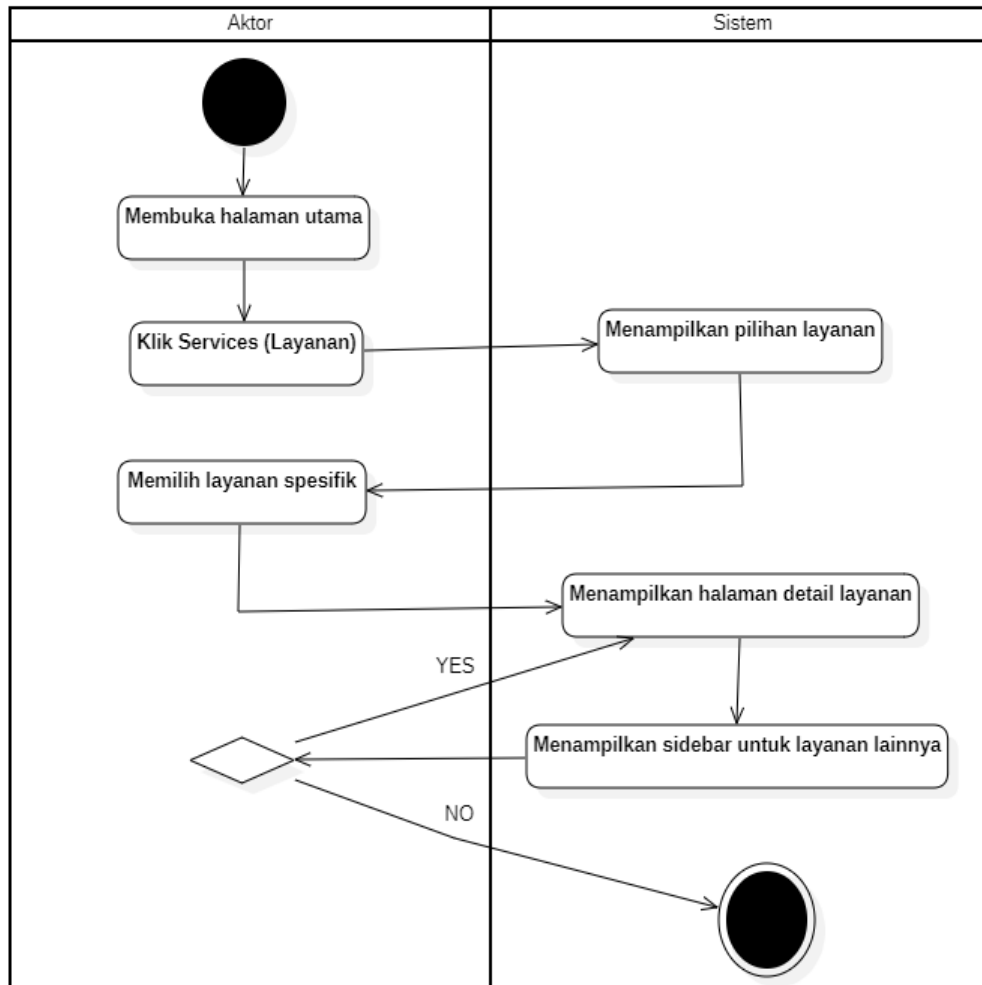 Aktor
Sistem
Membuka halaman utama
Klik Services (Layanan)
Menampilkan pilihan layanan
Memilih layanan spesifik
Menampilkan halaman detail layanan
YES
Menampilkan sidebar untuk layanan lainnya
NO